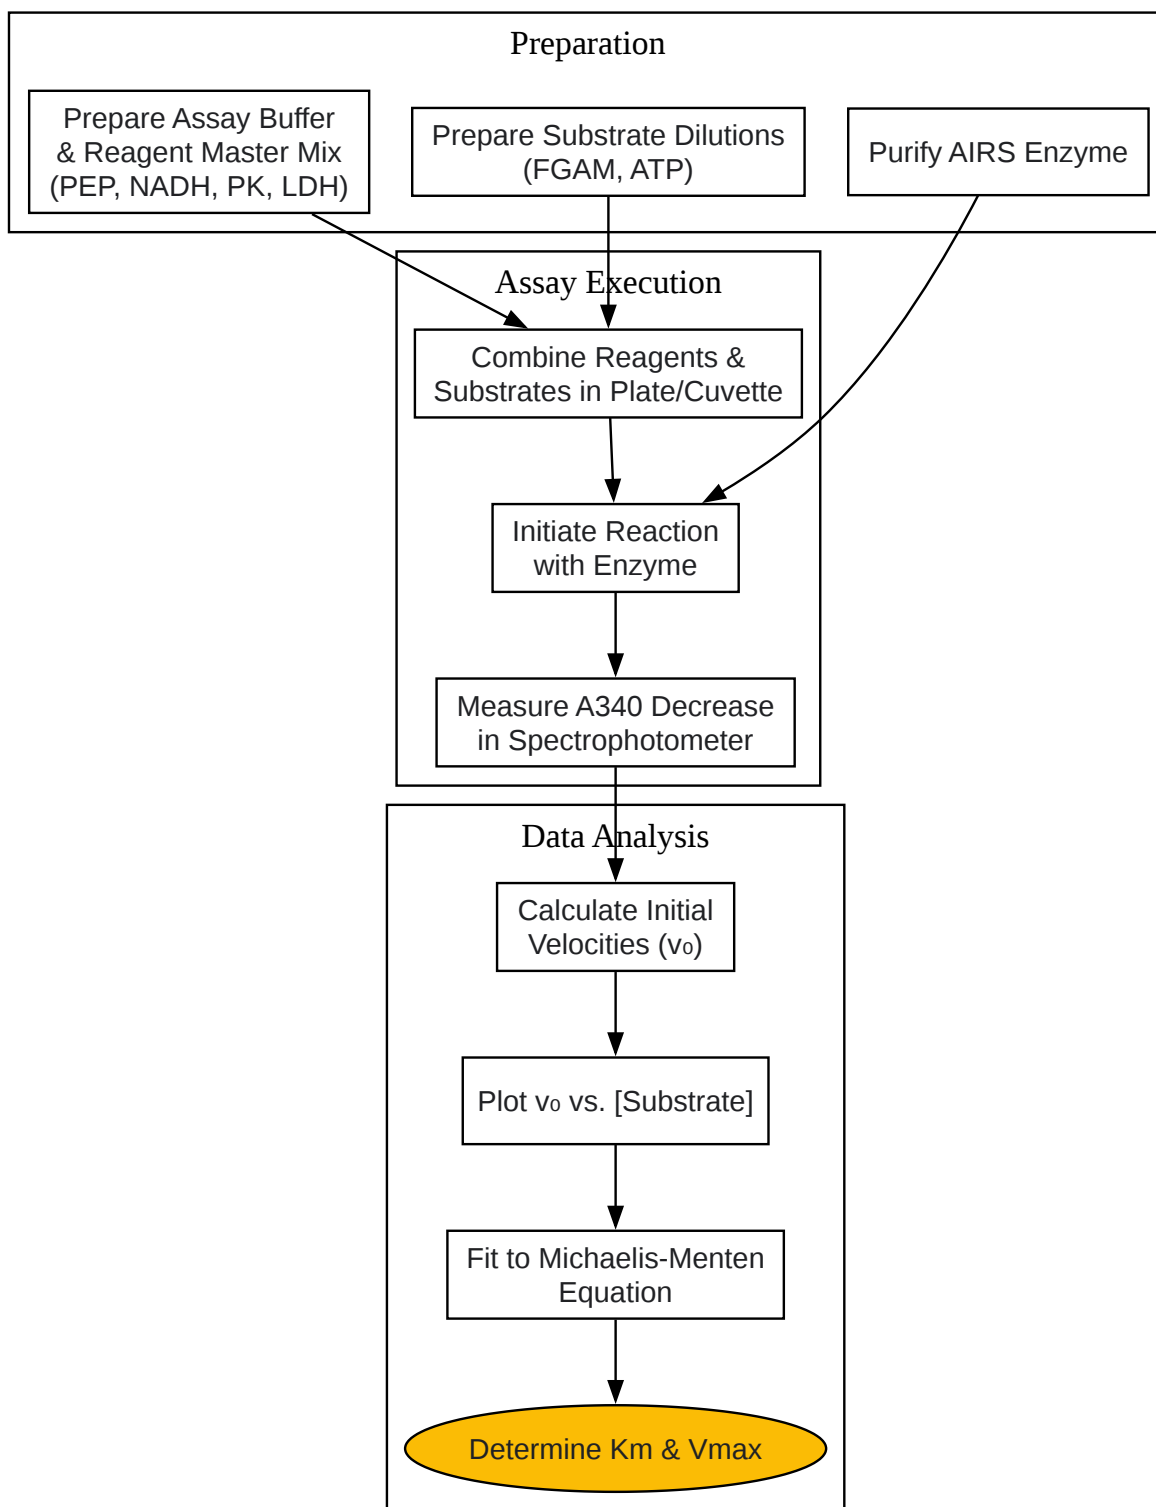 Preparation
Prepare Assay Buffer
& Reagent Master Mix
(PEP, NADH, PK, LDH)
Prepare Substrate Dilutions
(FGAM, ATP)
Purify AIRS Enzyme
Assay Execution
Combine Reagents &
Substrates in Plate/Cuvette
Initiate Reaction
with Enzyme
Measure A340 Decrease
in Spectrophotometer
Data Analysis
Calculate Initial
Velocities (v₀)
Plot v₀ vs. [Substrate]
Fit to Michaelis-Menten
Equation
Determine Km & Vmax